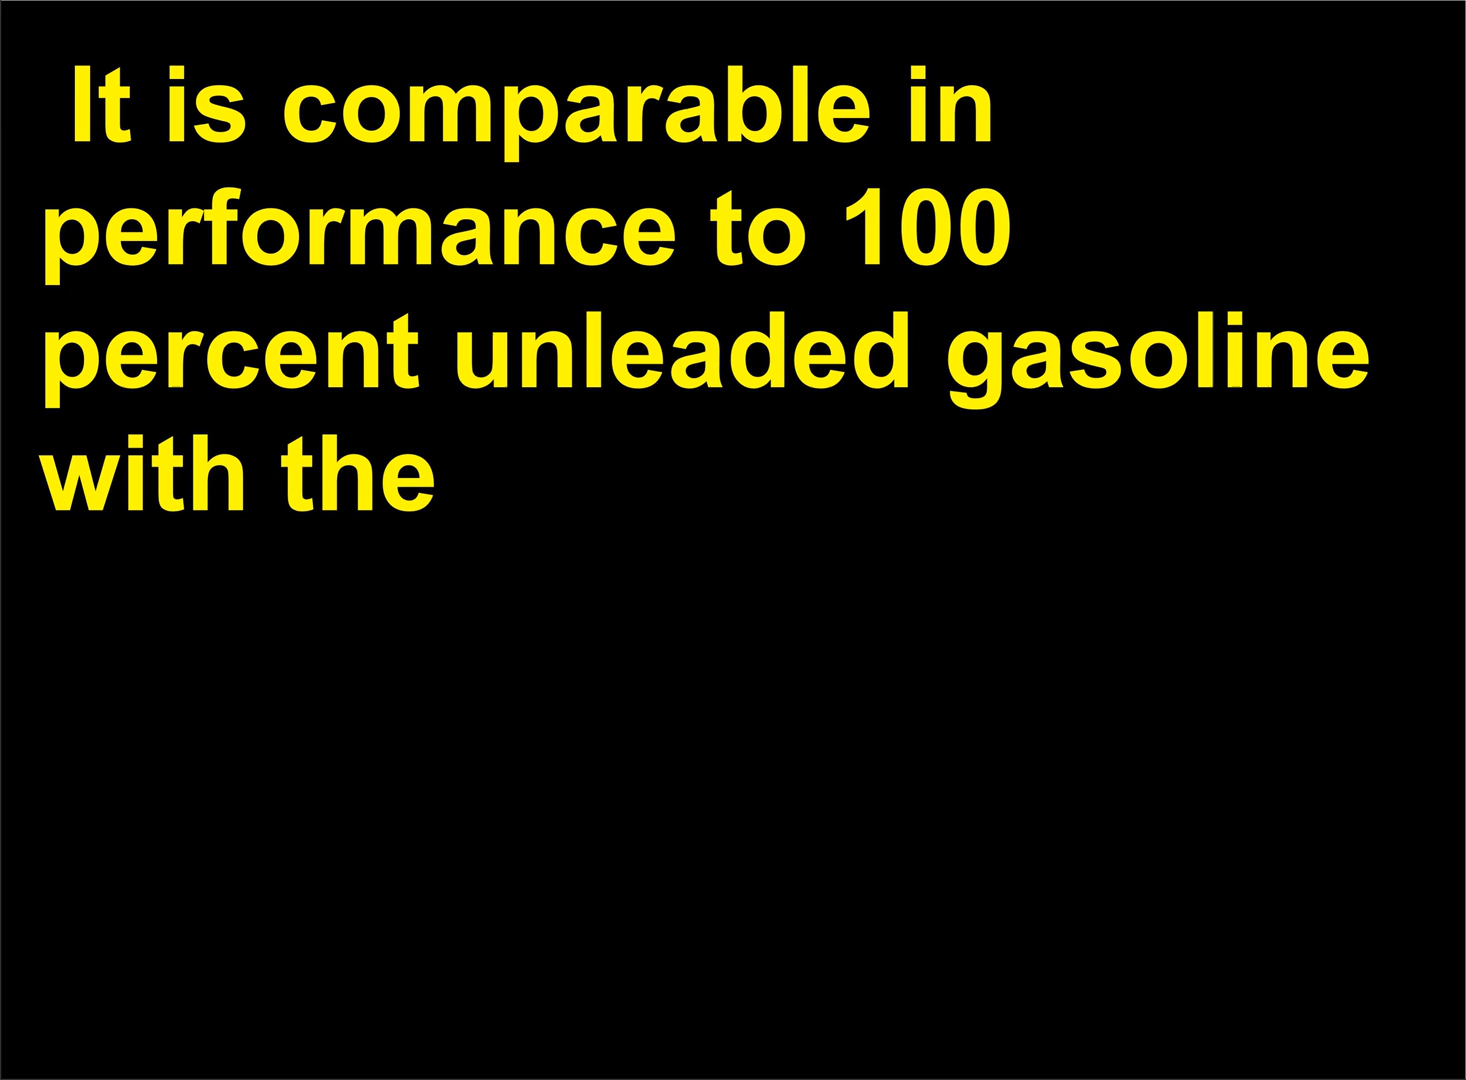 It is comparable in
performance to 100
percent unleaded gasoline
with the